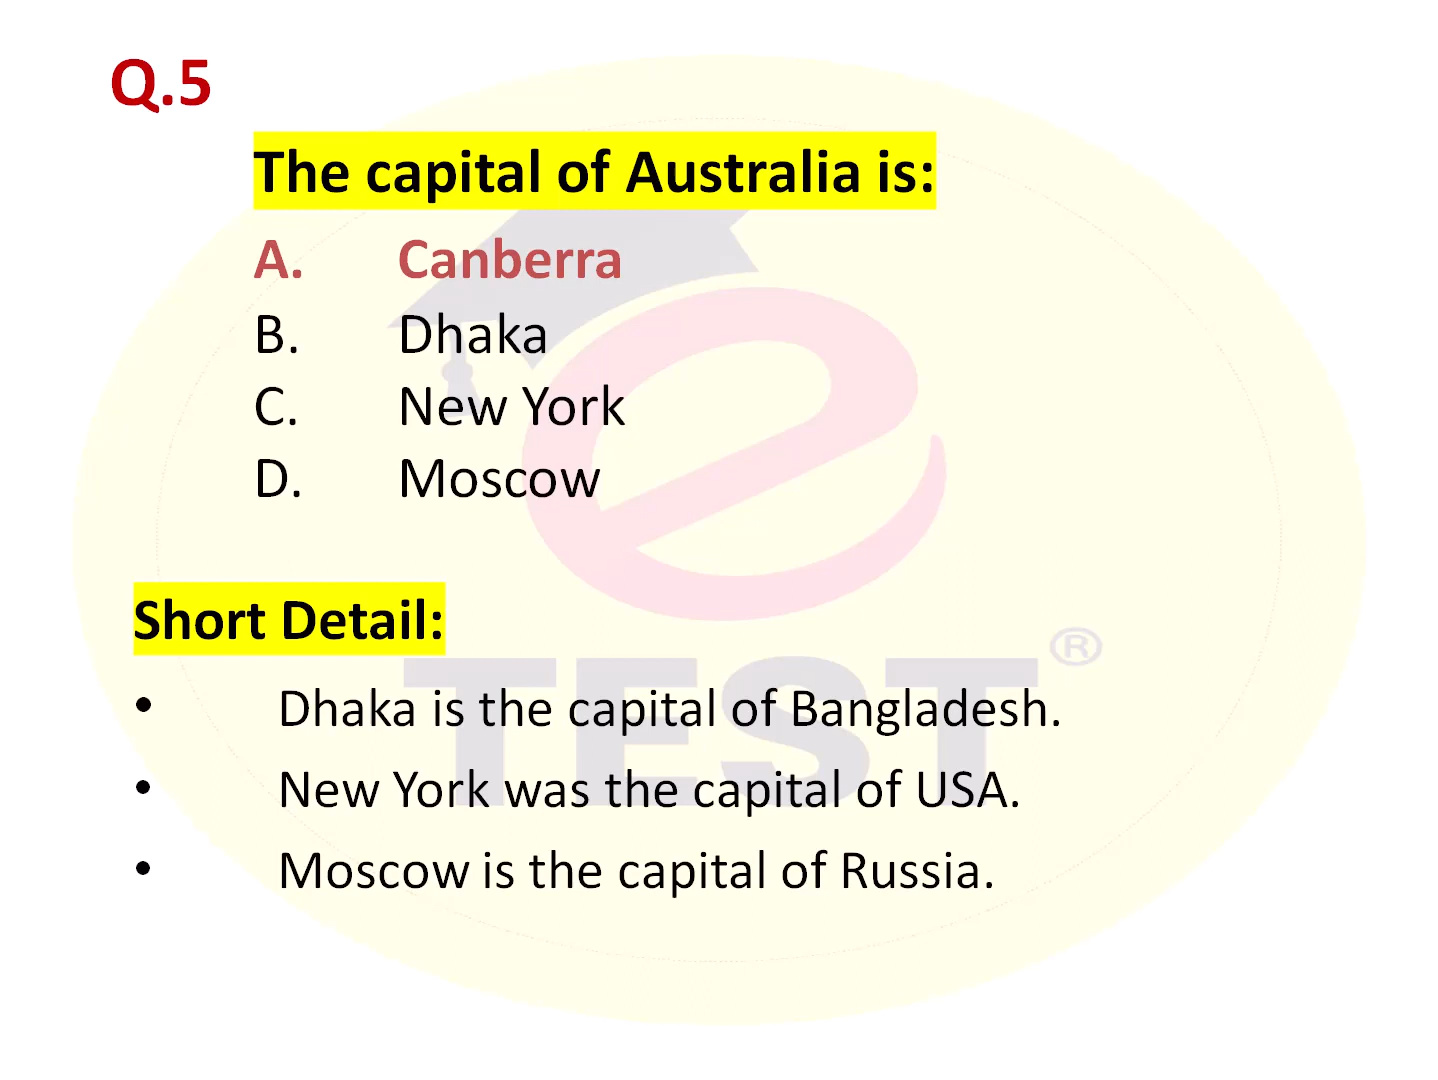 Q.5
The capital of Australia is:
A. Canberra
B. Dhaka
C. New York
D. Moscow
Short Detail:
• Dhaka is the capital of Bangladesh.
• New York was the capital of USA.
• Moscow is the capital of Russia.
e
TEST®